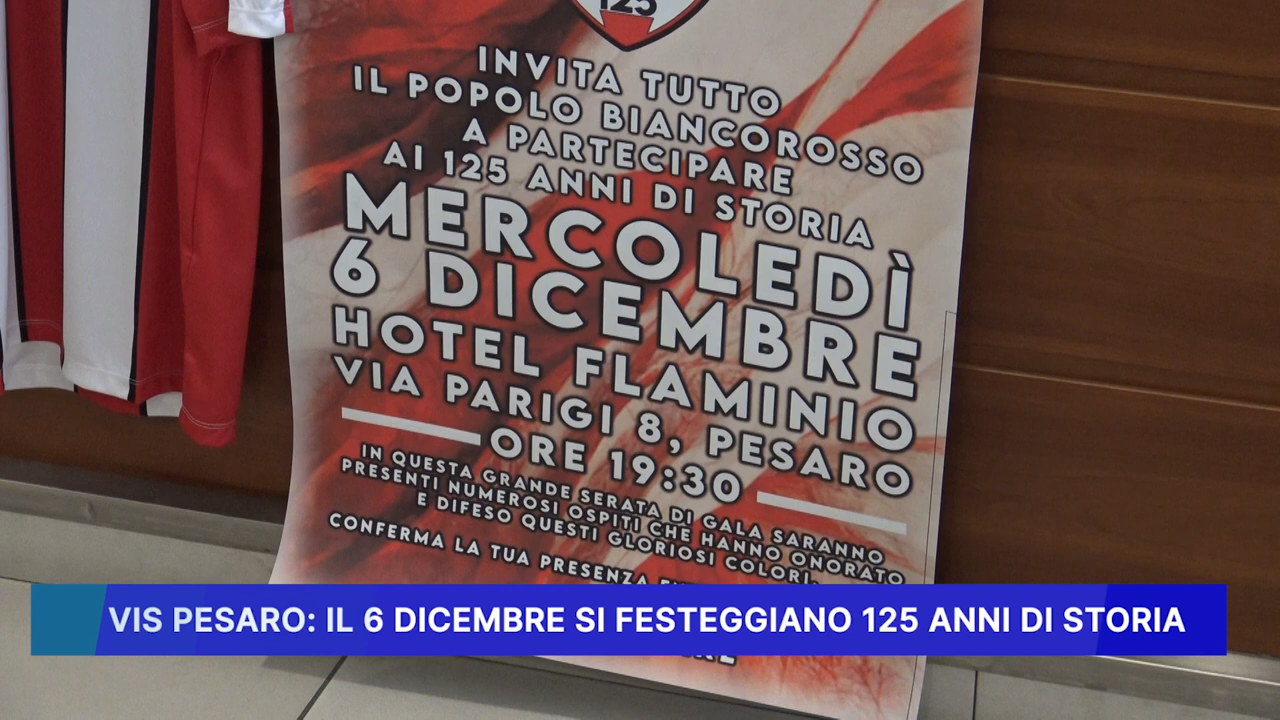 125
INVITA TUTTO
IL POPOLO BIANCOROSSO
A PARTECIPARE
AI 125 ANNI DI STORIA
MERCOLEDÌ
6 DICEMBRE
HOTEL FLAMINIO
VIA PARIGI 8, PESARO
ORE 19:30
IN QUESTA GRANDE SERATA DI GALA SARANNO
PRESENTI NUMEROSI OSPITI CHE HANNO ONORATO
E DIFESO QUESTI GLORIOSI COLORI.
CONFERMA LA TUA PRESENZA
VIS PESARO: IL 6 DICEMBRE SI FESTEGGIANO 125 ANNI DI STORIA